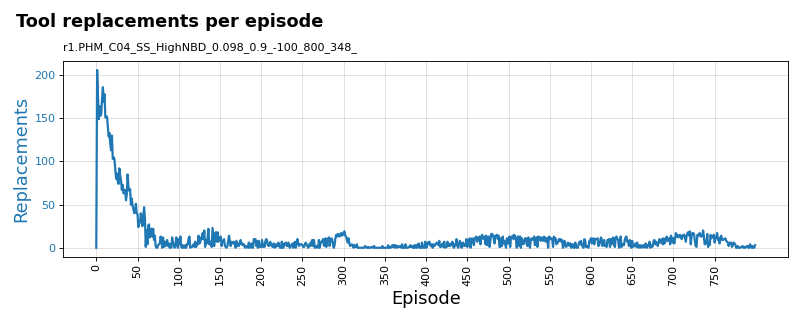 Tool replacements per episode
r1.PHM_C04_SS_HighNBD_0.098_0.9_-100_800_348_
Replacements
200
150
100
50
0
0 50 100 150 200 250 300 350 400 450 500 550 600 650 700 750
Episode